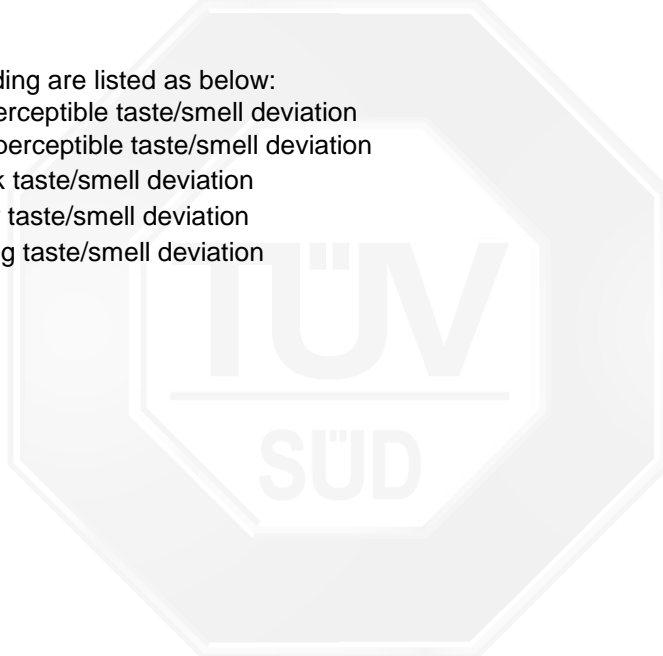 ding are listed as below:
erceptible taste/smell deviation
perceptible taste/smell deviation
k taste/smell deviation
taste/smell deviation
g taste/smell deviation
TÜV
SÜD